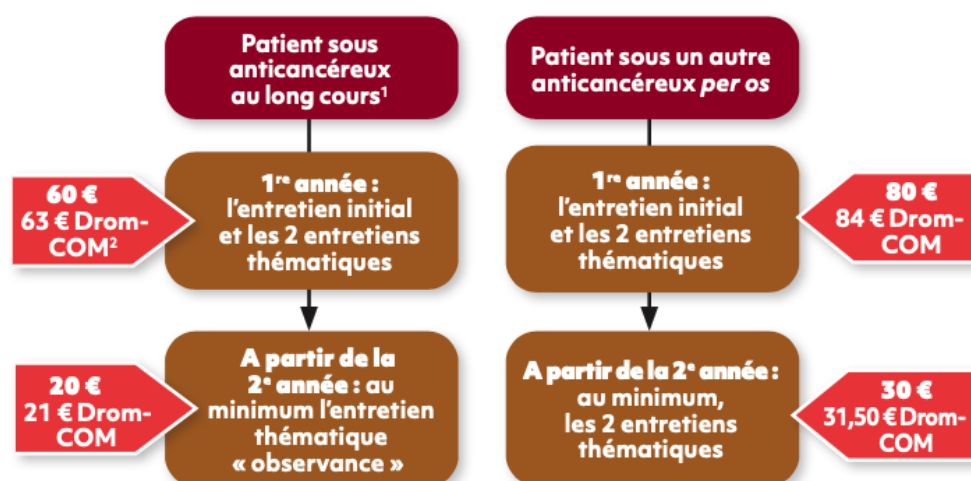 Patient sous
anticancéreux
au long cours¹
Patient sous un autre
anticancéreux per os
60 €
63 € Drom-
COM²
1ʳᵉ année :
l’entretien initial
et les 2 entretiens
thématiques
1ʳᵉ année :
l’entretien initial
et les 2 entretiens
thématiques
80 €
84 € Drom-
COM
20 €
21 € Drom-
COM
A partir de la
2ᵉ année : au
minimum l’entretien
thématique
« observance »
A partir de la 2ᵉ année :
au minimum,
les 2 entretiens
thématiques
30 €
31,50 € Drom-
COM